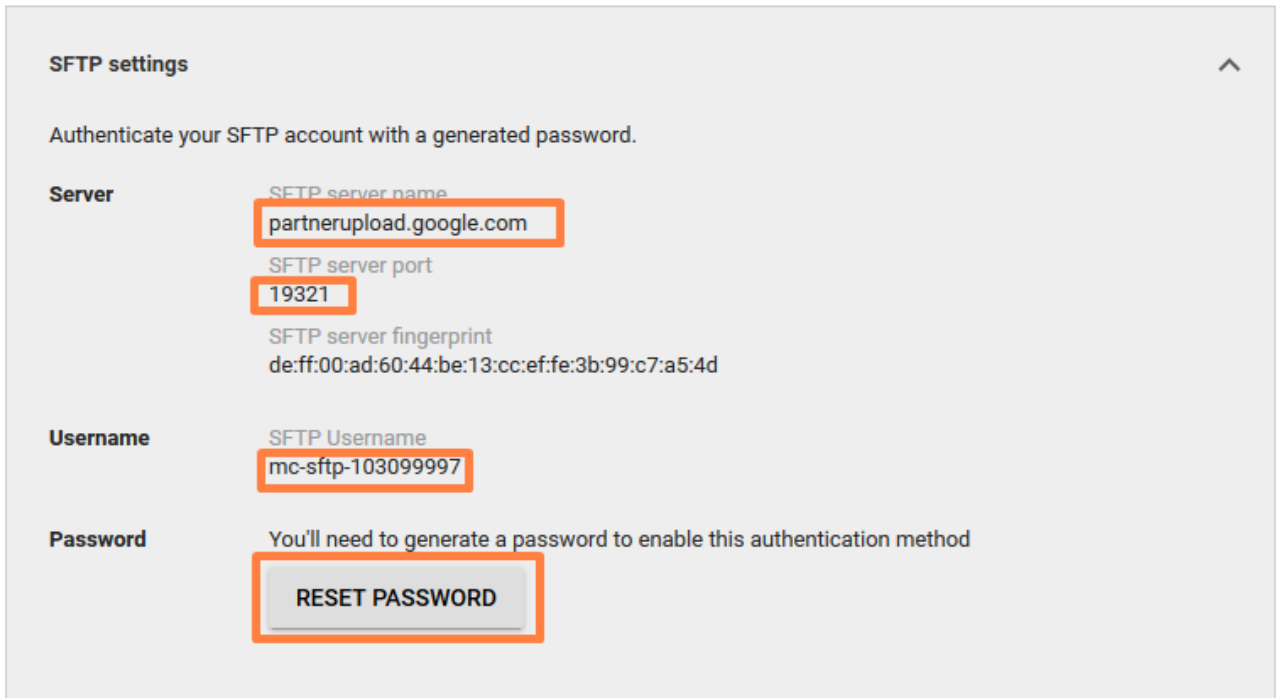 SFTP settings
Authenticate your SFTP account with a generated password.
Server
SFTP server name
partnerupload.google.com
SFTP server port
19321
SFTP server fingerprint
de:ff:00:ad:60:44:be:13:cc:ef:fe:3b:99:c7:a5:4d
Username
SFTP Username
mc-sftp-103099997
Password
You'll need to generate a password to enable this authentication method
RESET PASSWORD